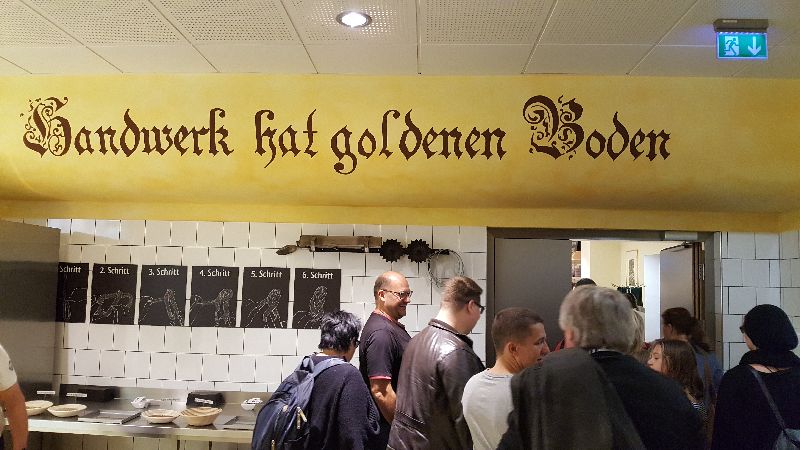 Handwerk hat goldenen Boden
Schritt
2. Schritt
3. Schritt
4. Schritt
5. Schritt
6. Schritt